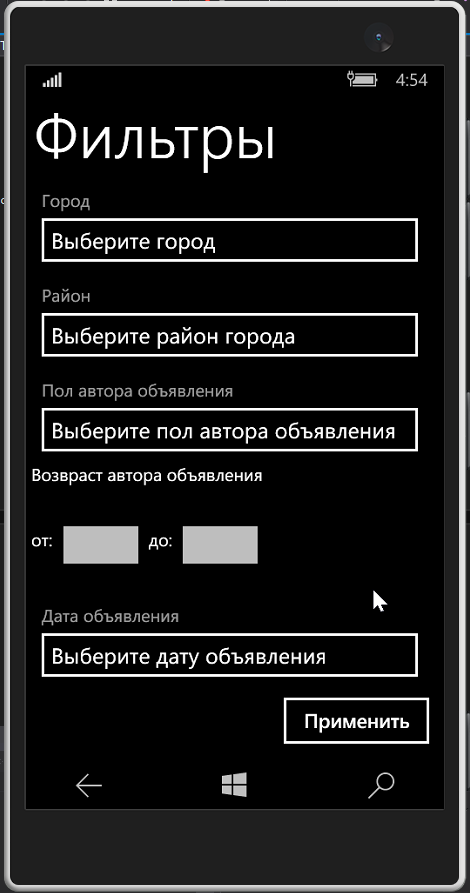 4:54
Фильтры
Город
Выберите город
Район
Выберите район города
Пол автора объявления
Выберите пол автора объявления
Возвраст автора объявления
от: до:
Дата объявления
Выберите дату объявления
Применить